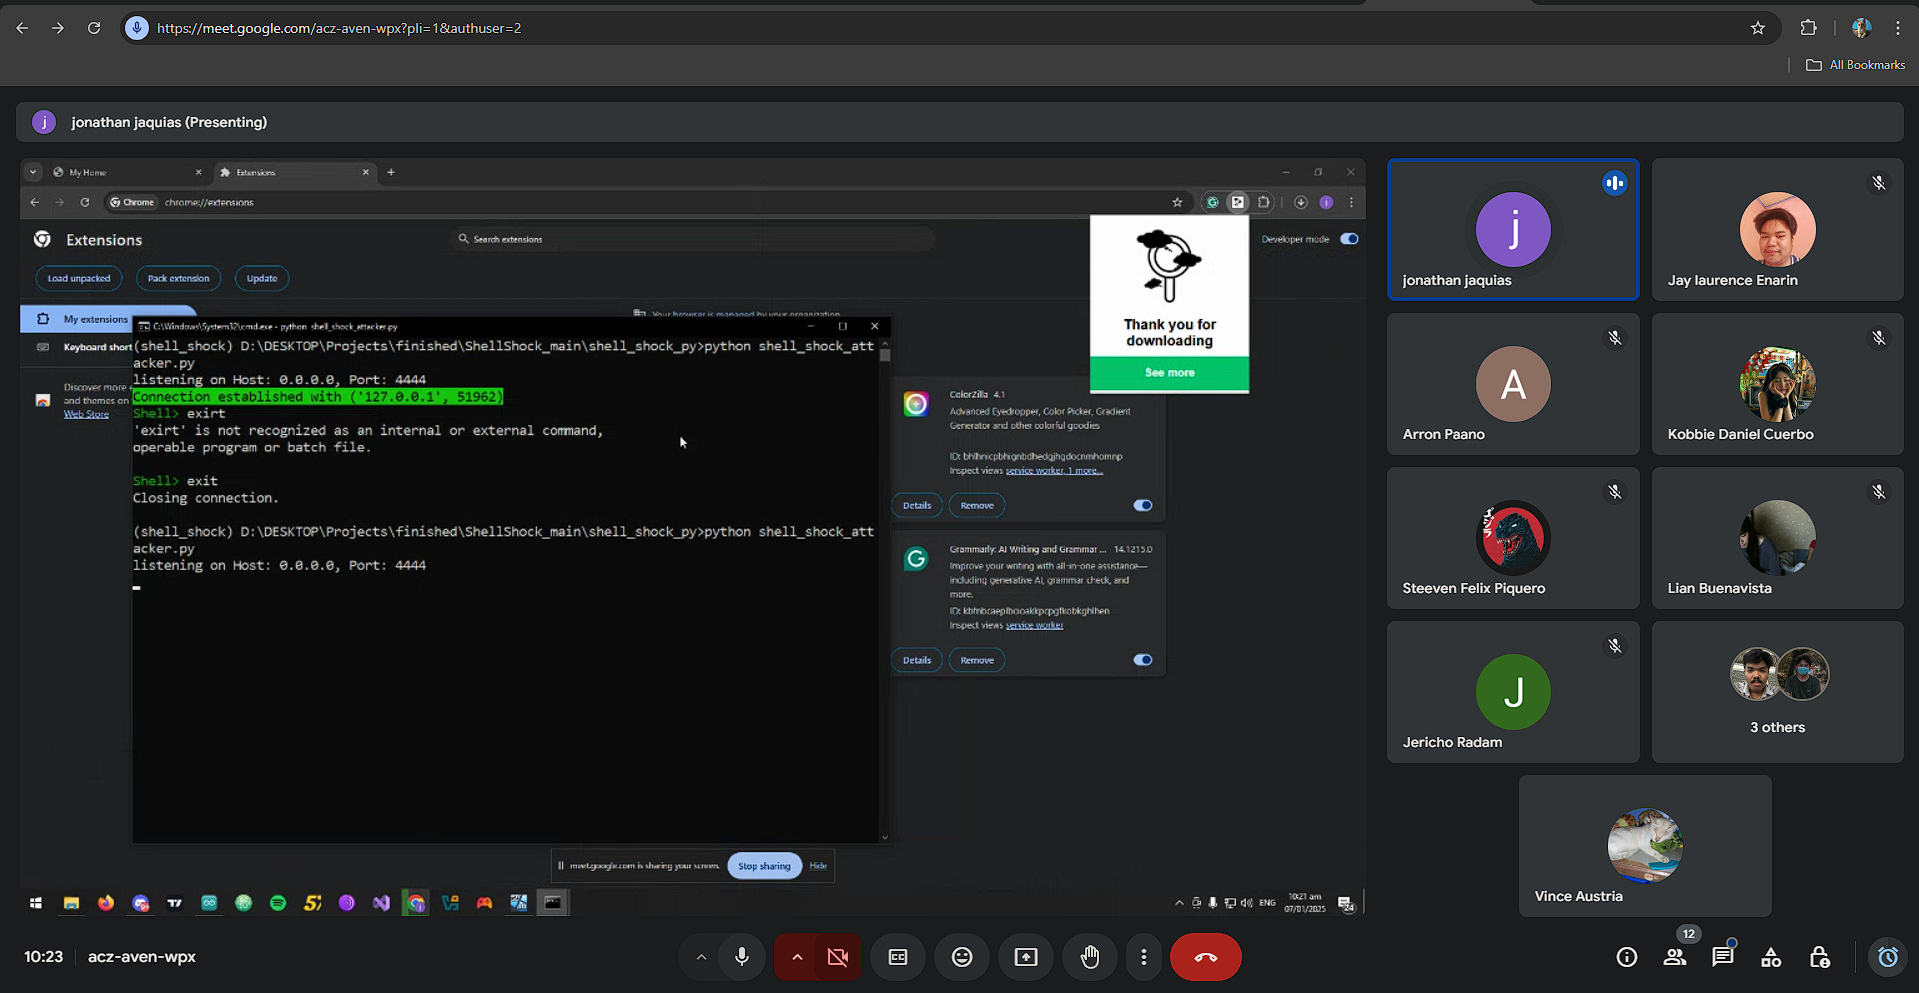 https://meet.google.com/acz-aven-wpx?pli=1&authuser=2
All Bookmarks
j
jonathan jaquias (Presenting)
My Home
Extensions
Chrome
chrome://extensions
Extensions
Search extensions
Developer mode
Load unpacked
Pack extension
Update
My extensions
Your browser is managed by your organization
Keyboard short
Discover more
and themes on
Web Store
Thank you for
downloading
See more
C:\Windows\System32\cmd.exe - python shell_shock_attacker.py
(shell_shock) D:\DESKTOP\Projects\finished\ShellShock_main\shell_shock_py>python shell_shock_att
acker.py
listening on Host: 0.0.0.0, Port: 4444
Connection established with ('127.0.0.1', 51962)
Shell> exirt
'exirt' is not recognized as an internal or external command,
operable program or batch file.
Shell> exit
Closing connection.
(shell_shock) D:\DESKTOP\Projects\finished\ShellShock_main\shell_shock_py>python shell_shock_att
acker.py
listening on Host: 0.0.0.0, Port: 4444
ColorZilla 4.1
Advanced Eyedropper, Color Picker, Gradient
Generator and other colorful goodies
ID: bhlhnicpbhignbdhedgjhgdocnmhomnp
Inspect views service worker, 1 more...
Details
Remove
Grammarly: AI Writing and Grammar ... 14.1215.0
Improve your writing with all-in-one assistance—
including generative AI, grammar check, and
more.
ID: kbfnbcaeplbcioakkpcpgfkobkghlhen
Inspect views service worker
Details
Remove
meet.google.com is sharing your screen.
Stop sharing
Hide
ENG
10:21 am
07/01/2025
24
j
jonathan jaquias
Jay laurence Enarin
A
Arron Paano
Kobbie Daniel Cuerbo
ゴジラ
Steeven Felix Piquero
Lian Buenavista
J
Jericho Radam
3 others
Vince Austria
10:23
acz-aven-wpx
12